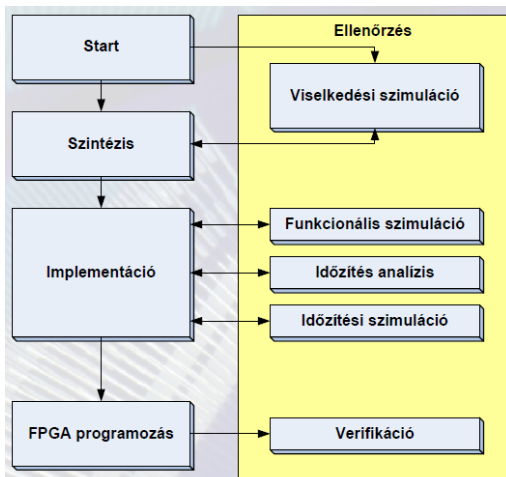 Start
Ellenőrzés
Viselkedési szimuláció
Szintézis
Implementáció
Funkcionális szimuláció
Időzítés analízis
Időzítési szimuláció
FPGA programozás
Verifikáció